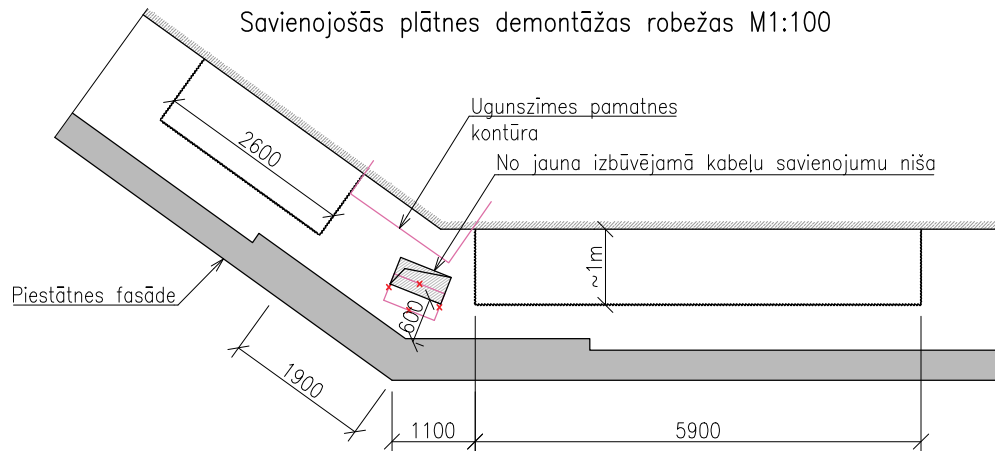 Savienojošās plātnes demontāžas robežas M1:100
Ugunszīmes pamatnes
kontūra
No jauna izbūvējamā kabeļu savienojumu niša
2600
~1m
Piestātnes fasāde
600
1900
1100
5900